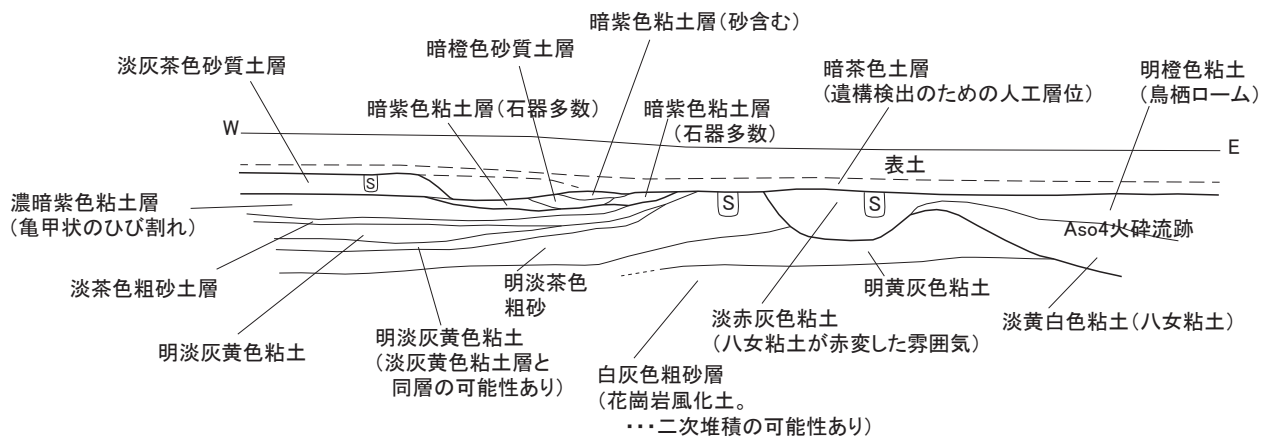 暗紫色粘土層(砂含む)
暗橙色砂質土層
淡灰茶色砂質土層
暗茶色土層
(遺構検出のための人工層位)
明橙色粘土
(鳥栖ローム)
暗紫色粘土層(石器多数)
暗紫色粘土層
(石器多数)
W
E
表土
S
S
S
濃暗紫色粘土層
(亀甲状のひび割れ)
Aso4火砕流跡
淡茶色粗砂土層
明淡茶色
粗砂
明黄灰色粘土
明淡灰黄色粘土
明淡灰黄色粘土
(淡灰黄色粘土層と
同層の可能性あり)
淡赤灰色粘土
(八女粘土が赤変した雰囲気)
淡黄白色粘土(八女粘土)
白灰色粗砂層
(花崗岩風化土。
・・・二次堆積の可能性あり)